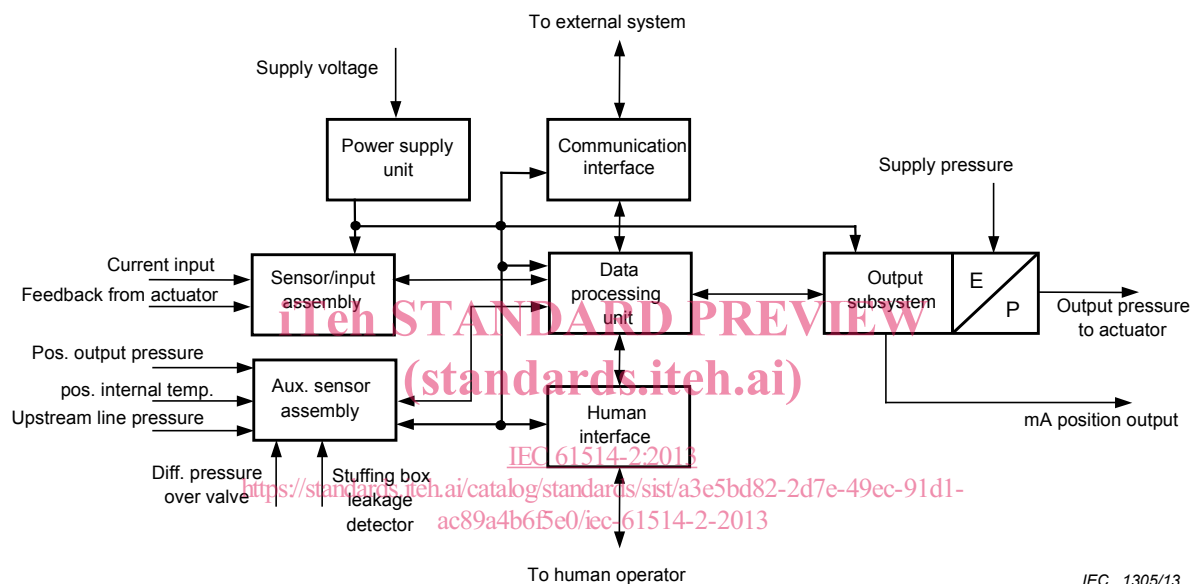 To external system
Supply voltage
Power supply
unit
Communication
interface
Supply pressure
Current input
Feedback from actuator
Sensor/input
assembly
Data
processing
unit
Output
subsystem
E
P
Output pressure
to actuator
iTeh STANDARD PREVIEW
(standards.iteh.ai)
Pos. output pressure
pos. internal temp.
Upstream line pressure
Aux. sensor
assembly
Human
interface
mA position output
IEC 61514-2:2013
Diff. pressure
over valve
Stuffing box
leakage
detector
https://standards.iteh.ai/catalog/standards/sist/a3e5bd82-2d7e-49ec-91d1-
ac89a4b6f5e0/iec-61514-2-2013
To human operator
IEC 1305/13